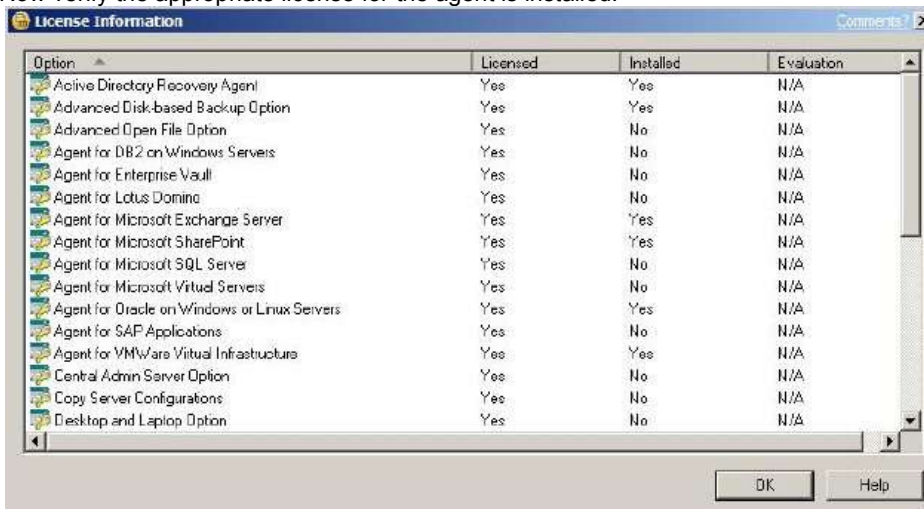 Now verify the appropriate license for the agent is installed.
License Information Comments?
Option Licensed Installed Evaluation
Active Directory Recovery Agent Yes Yes N/A
Advanced Disk-based Backup Option Yes Yes N/A
Advanced Open File Option Yes No N/A
Agent for DB2 on Windows Servers Yes No N/A
Agent for Enterprise Vault Yes No N/A
Agent for Lotus Domino Yes No N/A
Agent for Microsoft Exchange Server Yes Yes N/A
Agent for Microsoft SharePoint Yes Yes N/A
Agent for Microsoft SQL Server Yes No N/A
Agent for Microsoft Virtual Servers Yes No N/A
Agent for Oracle on Windows or Linux Servers Yes Yes N/A
Agent for SAP Applications Yes No N/A
Agent for VMWare Virtual Infrastructure Yes Yes N/A
Central Admin Server Option Yes No N/A
Copy Server Configurations Yes No N/A
Desktop and Laptop Option Yes No N/A
OK Help